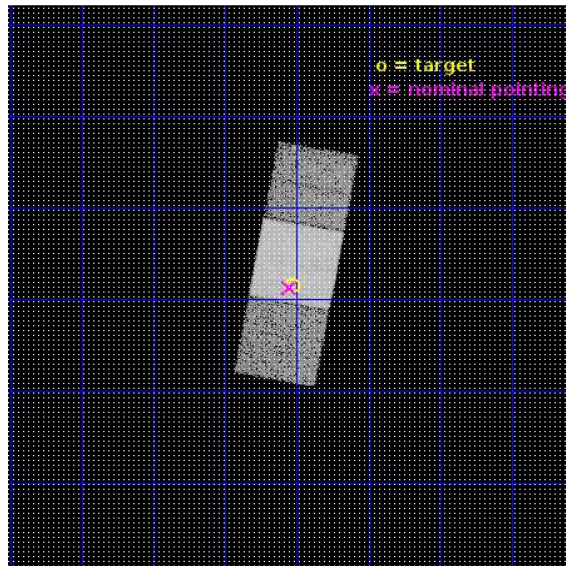 o = target
x = nominal pointing